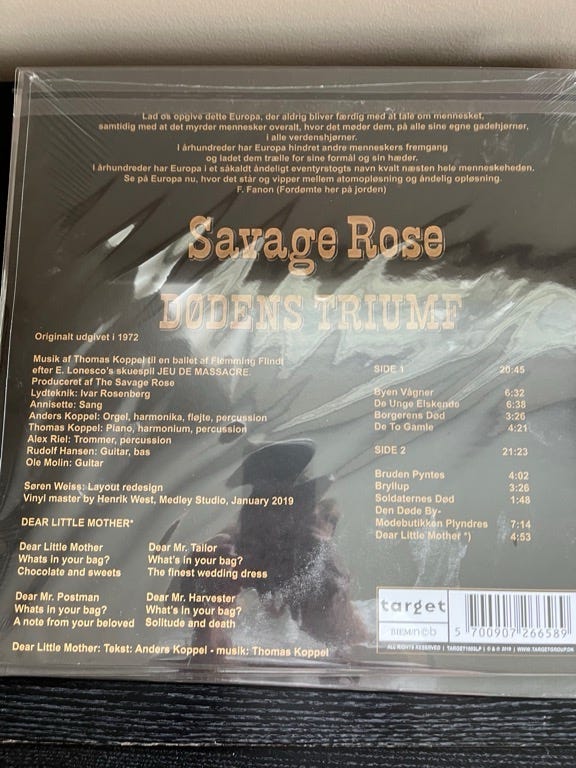 Lad os opgive dette Europa, der aldrig bliver færdig med at tale om mennesket,
samtidig med at det myrder mennesker overalt, hvor det møder dem, på alle sine egne gadehjørner,
i alle verdenshjørner.
I århundreder har Europa hindret andre menneskers fremgang
og ladet dem trælle for sine formål og sin hæder.
I århundreder har Europa i et såkaldt åndeligt eventyrstogts navn kvalt næsten hele menneskeheden.
Se på Europa nu, hvor det står og vipper mellem atomopløsning og åndelig opløsning.
F. Fanon (Fordømte her på jorden)
Savage Rose
DØDENS TRIUMF
Originalt udgivet i 1972
Musik af Thomas Koppel til en ballet af Flemming Flindt
efter E. Lonesco's skuespil JEU DE MASSACRE.
Produceret af The Savage Rose
Lydteknik: Ivar Rosenberg
Annisette: Sang
Anders Koppel: Orgel, harmonika, fløjte, percussion
Thomas Koppel: Piano, harmonium, percussion
Alex Riel: Trommer, percussion
Rudolf Hansen: Guitar, bas
Ole Molin: Guitar
Søren Weiss: Layout redesign
Vinyl master by Henrik West, Medley Studio, January 2019
SIDE 1 20:45
Byen Vågner 6:32
De Unge Elskende 6:38
Borgerens Død 3:26
De To Gamle 4:21
SIDE 2 21:23
Bruden Pyntes 4:02
Bryllup 3:26
Soldaternes Død 1:48
Den Døde By-
Modebutikken Plyndres 7:14
Dear Little Mother *) 4:53
DEAR LITTLE MOTHER*
Dear Little Mother
Whats in your bag?
Chocolate and sweets
Dear Mr. Tailor
What's in your bag?
The finest wedding dress
Dear Mr. Postman
Whats in your bag?
A note from your beloved
Dear Mr. Harvester
What's in your bag?
Solitude and death
Dear Little Mother: Tekst: Anders Koppel - musik: Thomas Koppel
target
BIEM/n©b
5 700907 266589
ALL RIGHTS RESERVED | TARGET1903LP | © & ℗ 2019 | WWW.TARGETGROUP.DK